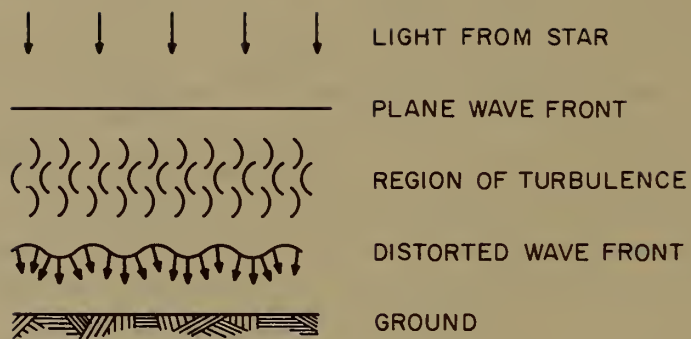 LIGHT FROM STAR
PLANE WAVE FRONT
REGION OF TURBULENCE
DISTORTED WAVE FRONT
GROUND